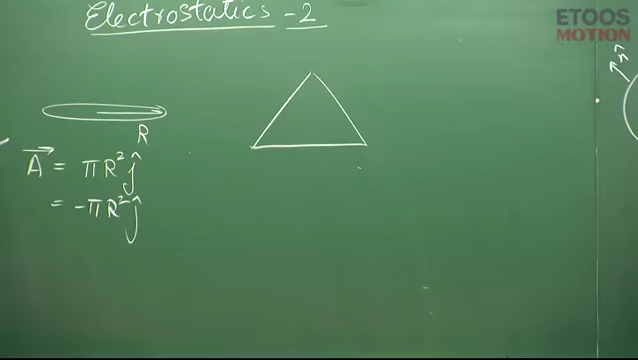 Electrostatics - 2
ETOOS
MOTION
n̂
R
A⃗ = πR² ĵ
= -πR² ĵ